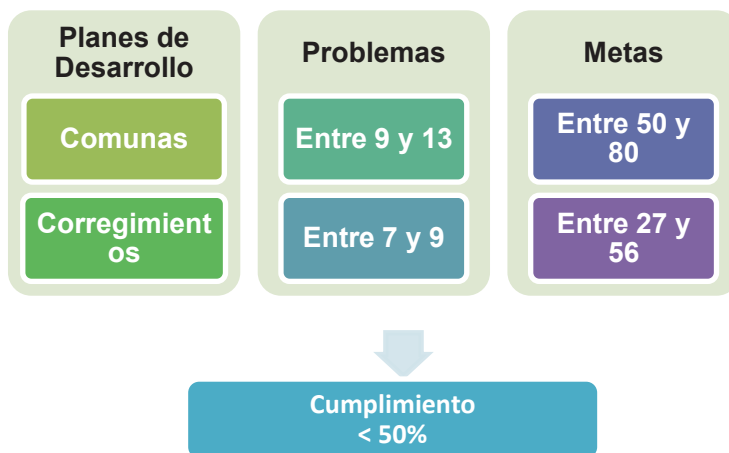 Planes de
Desarrollo
Comunas
Corregimient
os
Problemas
Entre 9 y 13
Entre 7 y 9
Metas
Entre 50 y
80
Entre 27 y
56
Cumplimiento
< 50%